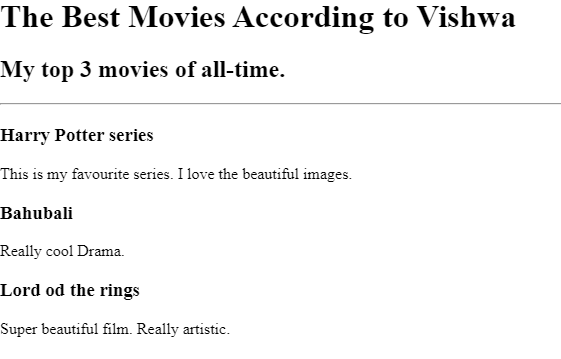 The Best Movies According to Vishwa
My top 3 movies of all-time.
Harry Potter series
This is my favourite series. I love the beautiful images.
Bahubali
Really cool Drama.
Lord od the rings
Super beautiful film. Really artistic.